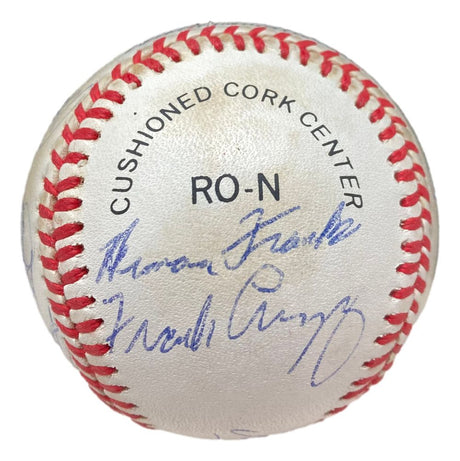 CUSHIONED CORK CENTER
RO-N
Herman Franks
Frank